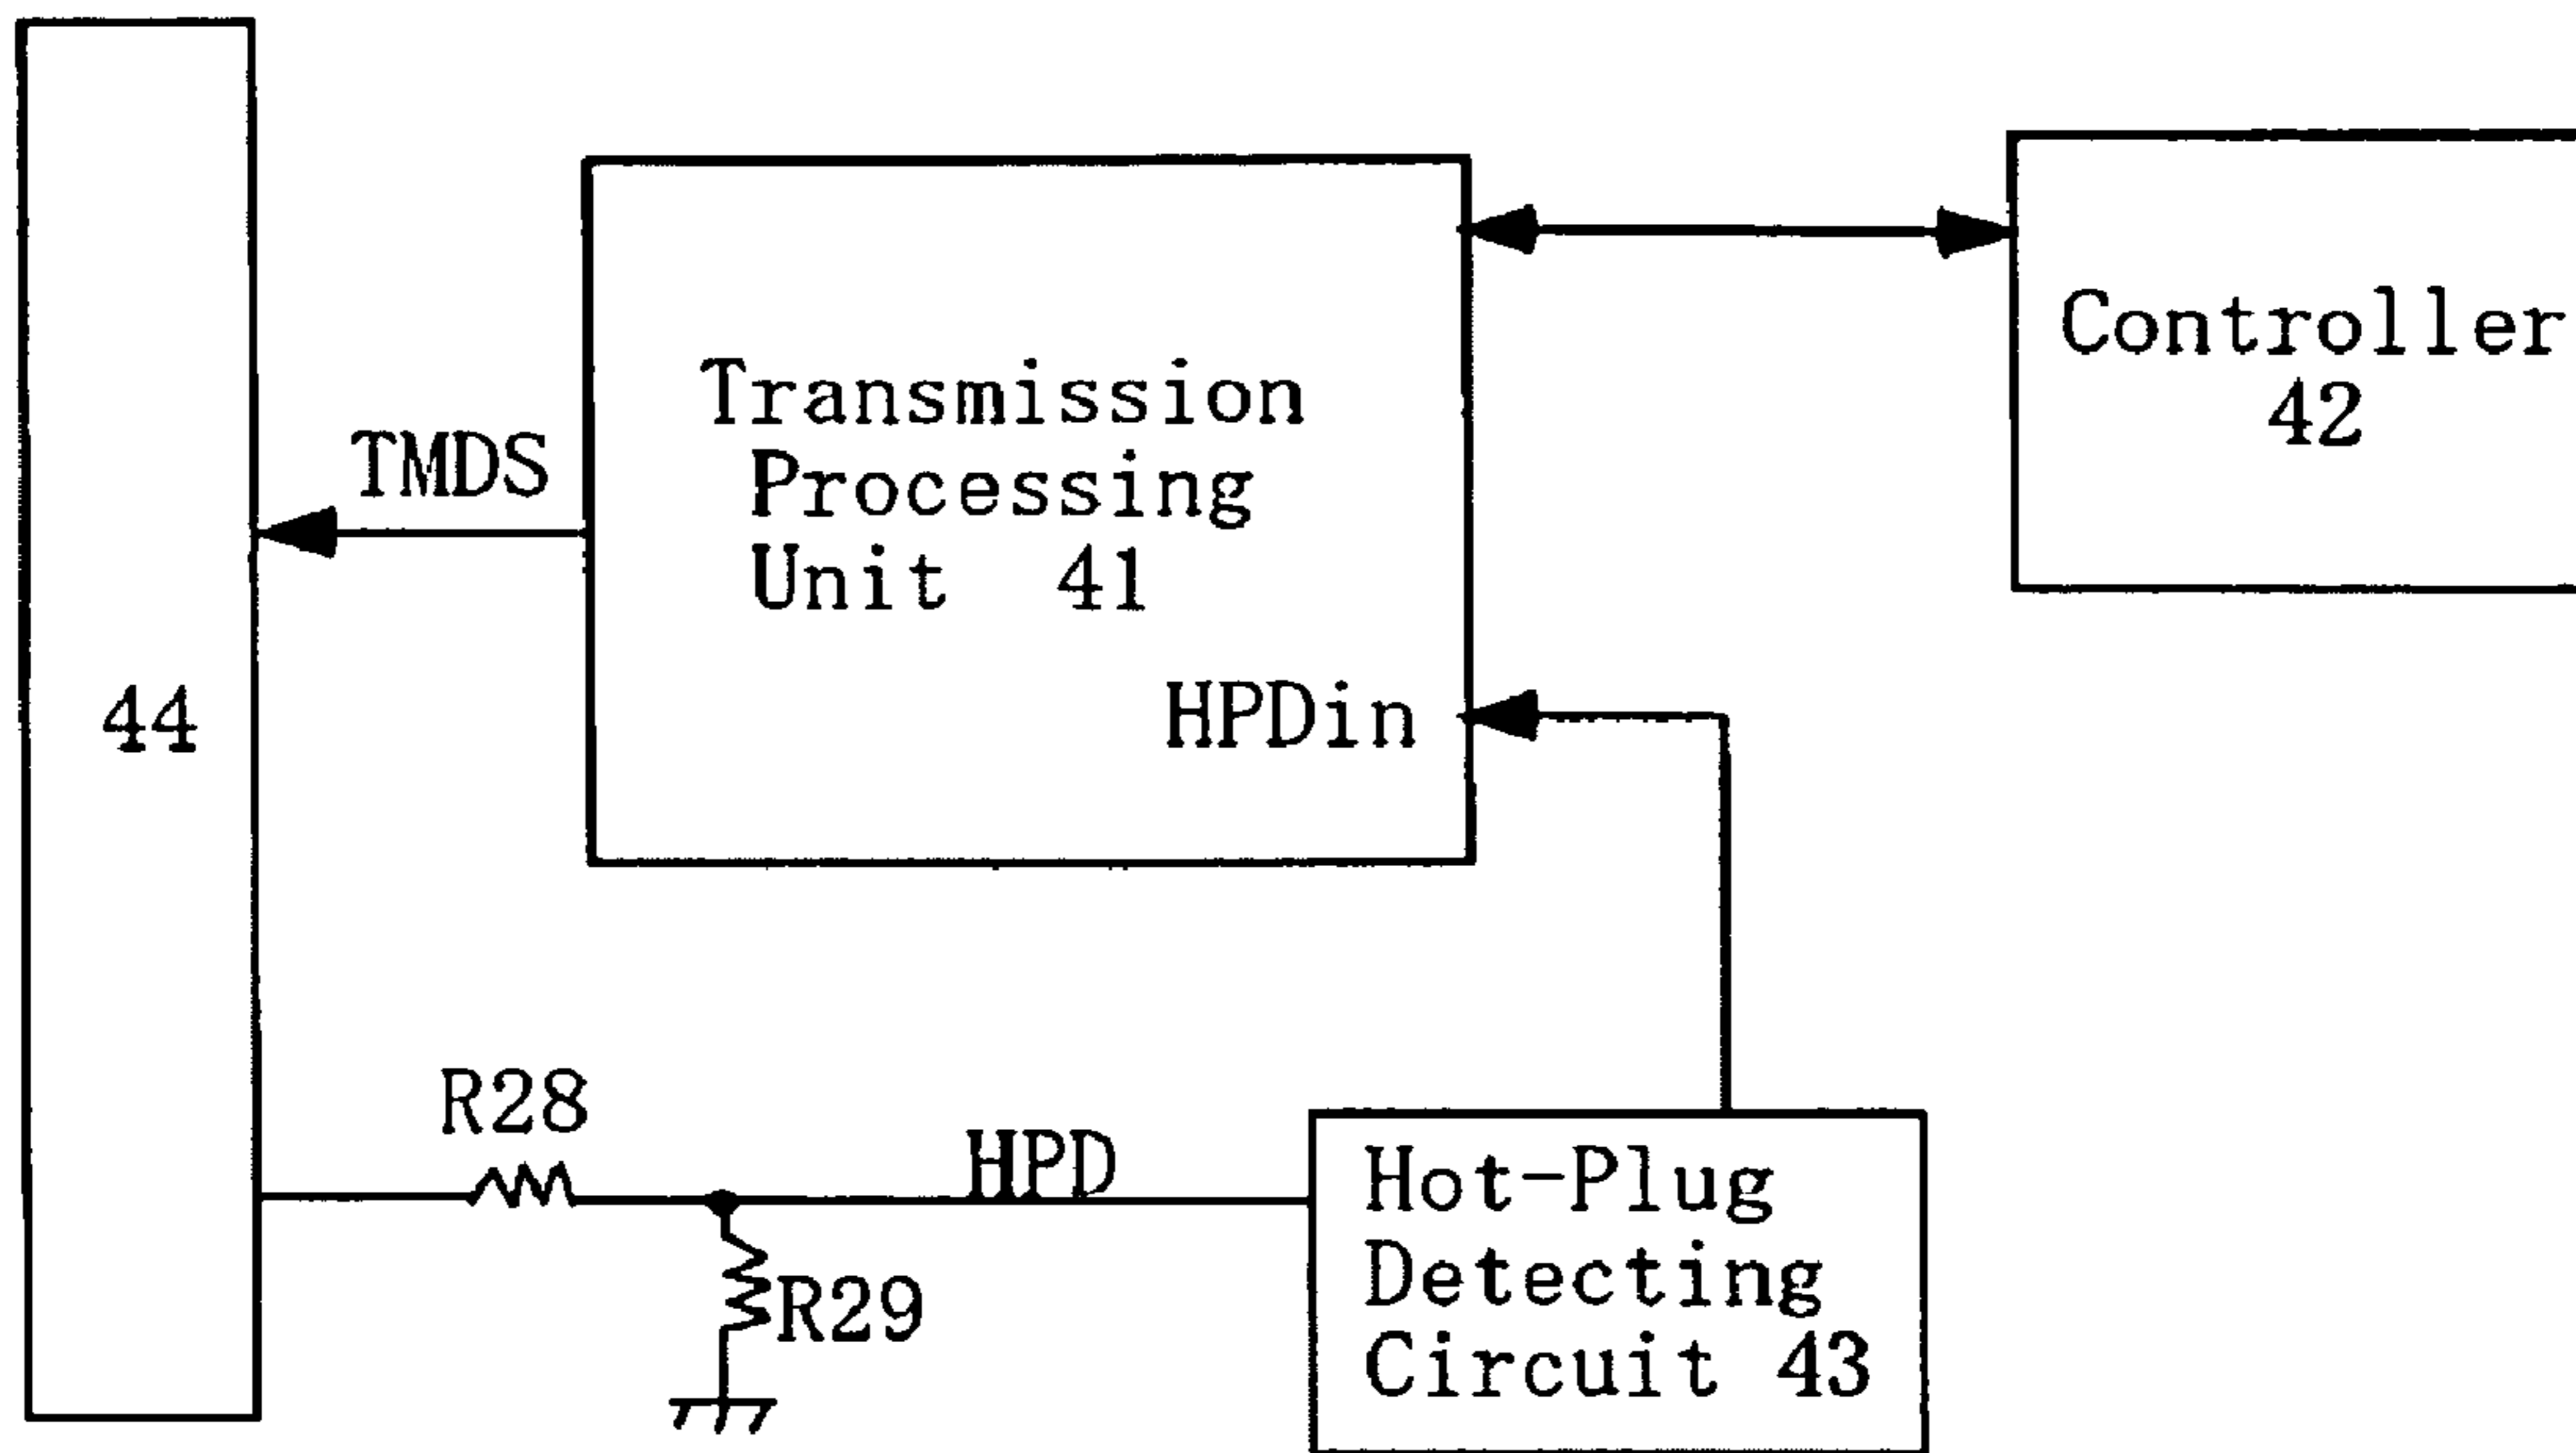 Controller
42
Transmission
Processing
Unit 41
TMDS
HPDin
44
R28
HPD
R29
Hot-Plug
Detecting
Circuit 43